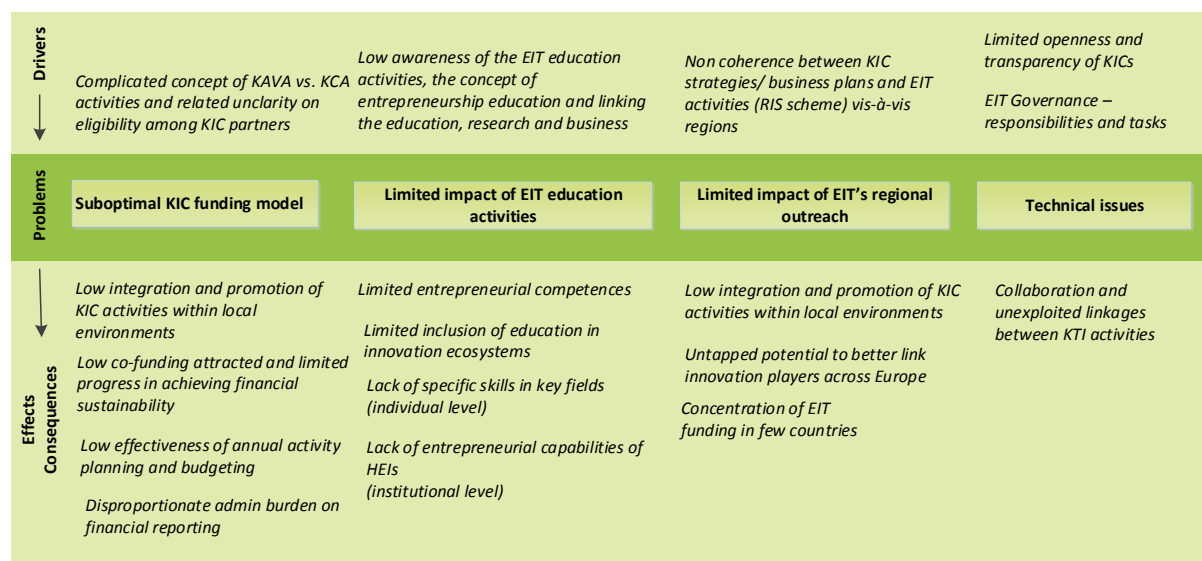 Drivers
Complicated concept of KAVA vs. KCA
activities and related unclarity on
eligibility among KIC partners
Low awareness of the EIT education
activities, the concept of
entrepreneurship education and linking
the education, research and business
Non coherence between KIC
strategies/ business plans and EIT
activities (RIS scheme) vis-à-vis
regions
Limited openness and
transparency of KICs
EIT Governance –
responsibilities and tasks
Problems
Suboptimal KIC funding model
Limited impact of EIT education
activities
Limited impact of EIT’s regional
outreach
Technical issues
Effects
Consequences
Low integration and promotion of
KIC activities within local
environments
Low co-funding attracted and limited
progress in achieving financial
sustainability
Low effectiveness of annual activity
planning and budgeting
Disproportionate admin burden on
financial reporting
Limited entrepreneurial competences
Limited inclusion of education in
innovation ecosystems
Lack of specific skills in key fields
(individual level)
Lack of entrepreneurial capabilities of
HEIs
(institutional level)
Low integration and promotion of KIC
activities within local environments
Untapped potential to better link
innovation players across Europe
Concentration of EIT
funding in few countries
Collaboration and
unexploited linkages
between KTI activities